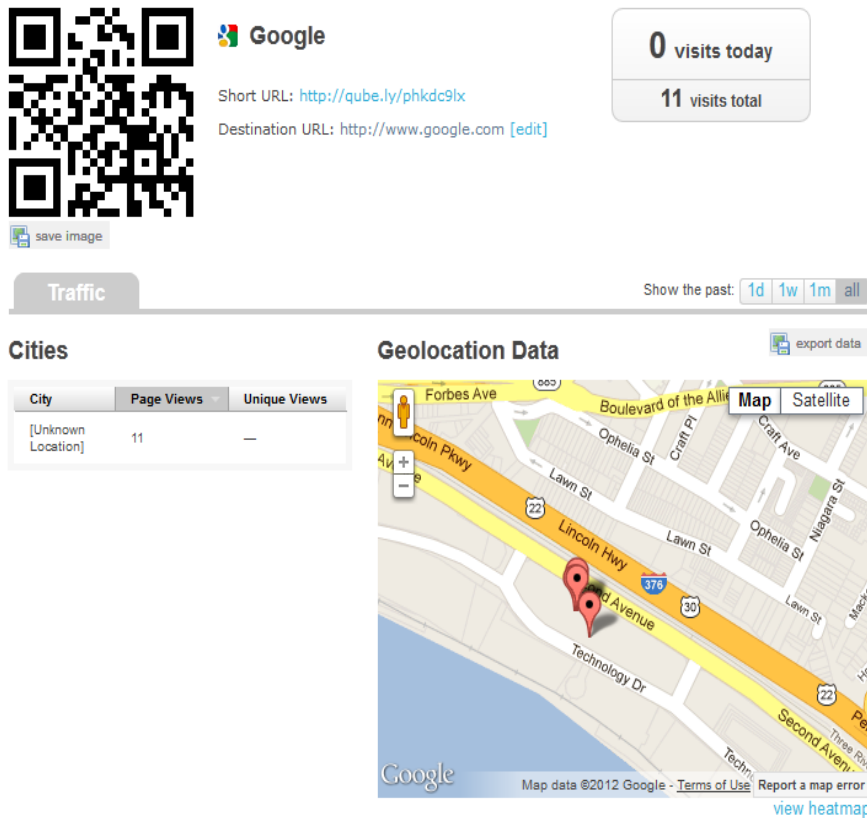 Google
0 visits today
11 visits total
Short URL: http://qube.ly/phkdc9lx
Destination URL: http://www.google.com [edit]
save image
Traffic
Show the past: 1d 1w 1m all
Cities
Geolocation Data
export data
City Page Views Unique Views
[Unknown
Location]
11
—
Forbes Ave
885
Boulevard of the Allie
Map Satellite
Craft Pl
Craft Ave
Ophelia St
Lawn St
Niagara St
22
Lincoln Hwy
Lawn St
Ophelia St
376
30
Lawn St
Second Avenue
Technology Dr
22
Second Avenue
Google
Map data ©2012 Google - Terms of Use Report a map error
view heatmap